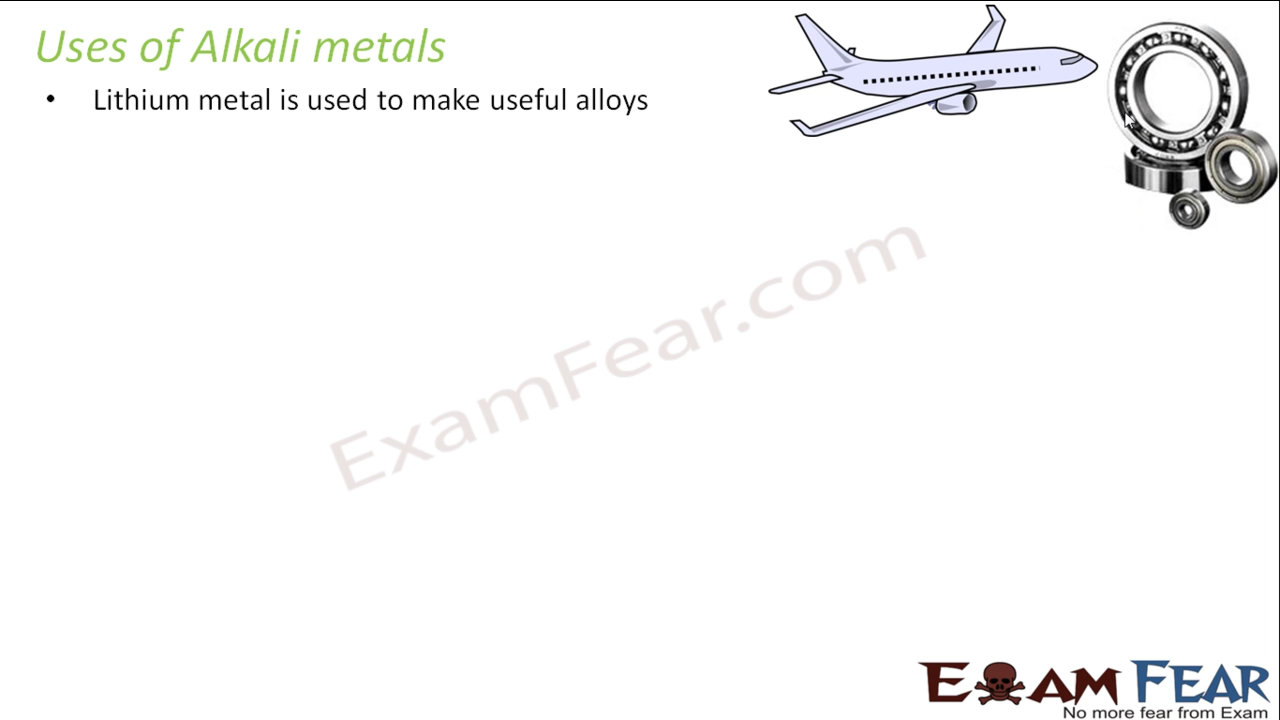 Uses of Alkali metals
• Lithium metal is used to make useful alloys
ExamFear.com
EXAM FEAR
No more fear from Exam